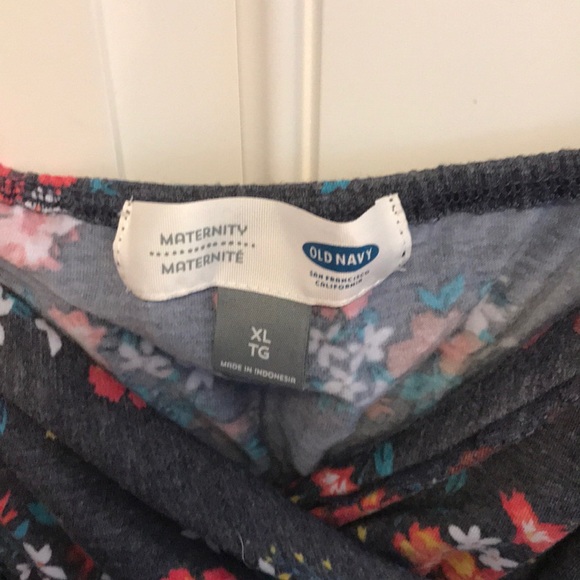 MATERNITY
MATERNITÉ
OLD NAVY
SAN FRANCISCO
CALIFORNIA
XL
TG
MADE IN INDONESIA